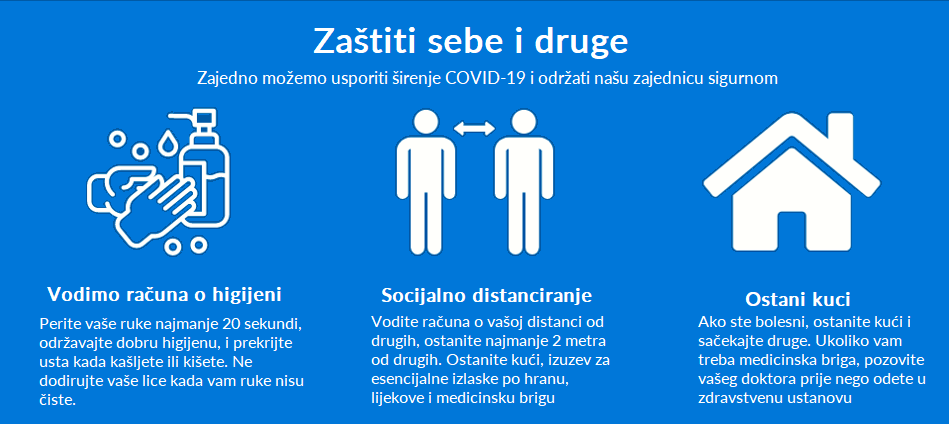 Zaštiti sebe i druge
Zajedno možemo usporiti širenje COVID-19 i održati našu zajednicu sigurnom
Vodimo računa o higijeni
Perite vaše ruke najmanje 20 sekundi,
održavajte dobru higijenu, i prekrijte
usta kada kašljete ili kišete. Ne
dodirujte vaše lice kada vam ruke nisu
čiste.
Socijalno distanciranje
Vodite računa o vašoj distanci od
drugih, ostanite najmanje 2 metra
od drugih. Ostanite kući, izuzev za
esencijalne izlaske po hranu,
lijekove i medicinsku brigu
Ostani kuci
Ako ste bolesni, ostanite kući i
sačekajte druge. Ukoliko vam
treba medicinska briga, pozovite
vašeg doktora prije nego odete u
zdravstvenu ustanovu